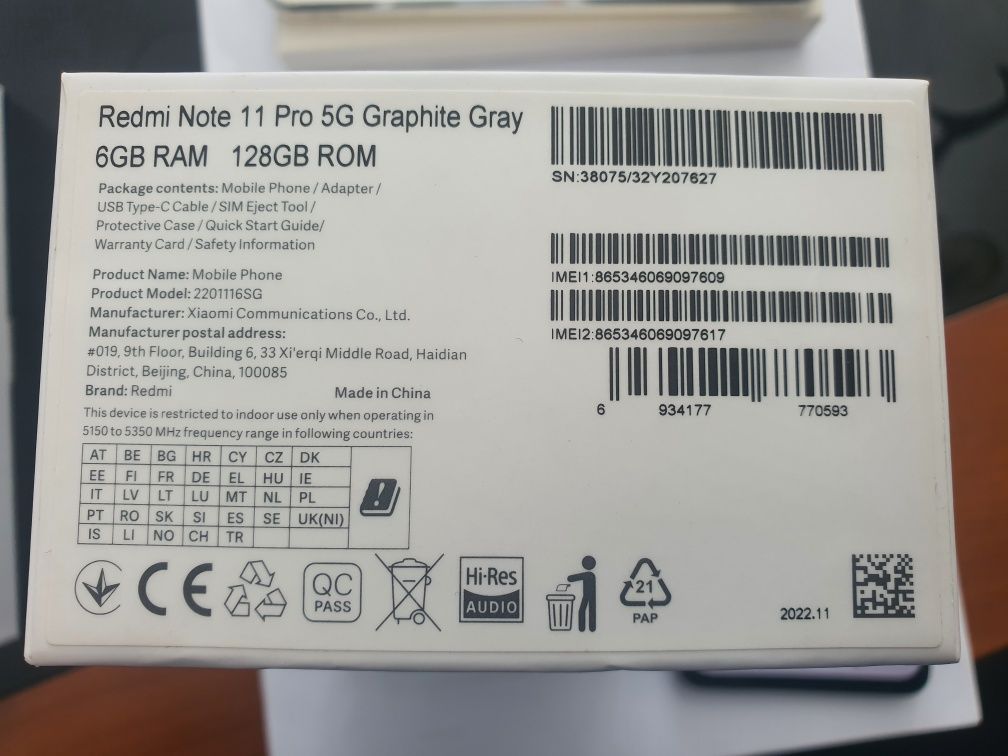 Redmi Note 11 Pro 5G Graphite Gray
6GB RAM 128GB ROM
Package contents: Mobile Phone / Adapter /
USB Type-C Cable / SIM Eject Tool /
Protective Case / Quick Start Guide/
Warranty Card / Safety Information
Product Name: Mobile Phone
Product Model: 2201116SG
Manufacturer: Xiaomi Communications Co., Ltd.
Manufacturer postal address:
#019, 9th Floor, Building 6, 33 Xi'erqi Middle Road, Haidian
District, Beijing, China, 100085
Brand: Redmi Made in China
This device is restricted to indoor use only when operating in
5150 to 5350 MHz frequency range in following countries:
AT BE BG HR CY CZ DK
EE FI FR DE EL HU IE
IT LV LT LU MT NL PL
PT RO SK SI ES SE UK(NI)
IS LI NO CH TR
SN:38075/32Y207627
IMEI1:865346069097609
IMEI2:865346069097617
6 934177 770593
CE
QC
PASS
Hi-Res
AUDIO
21
PAP
2022.11